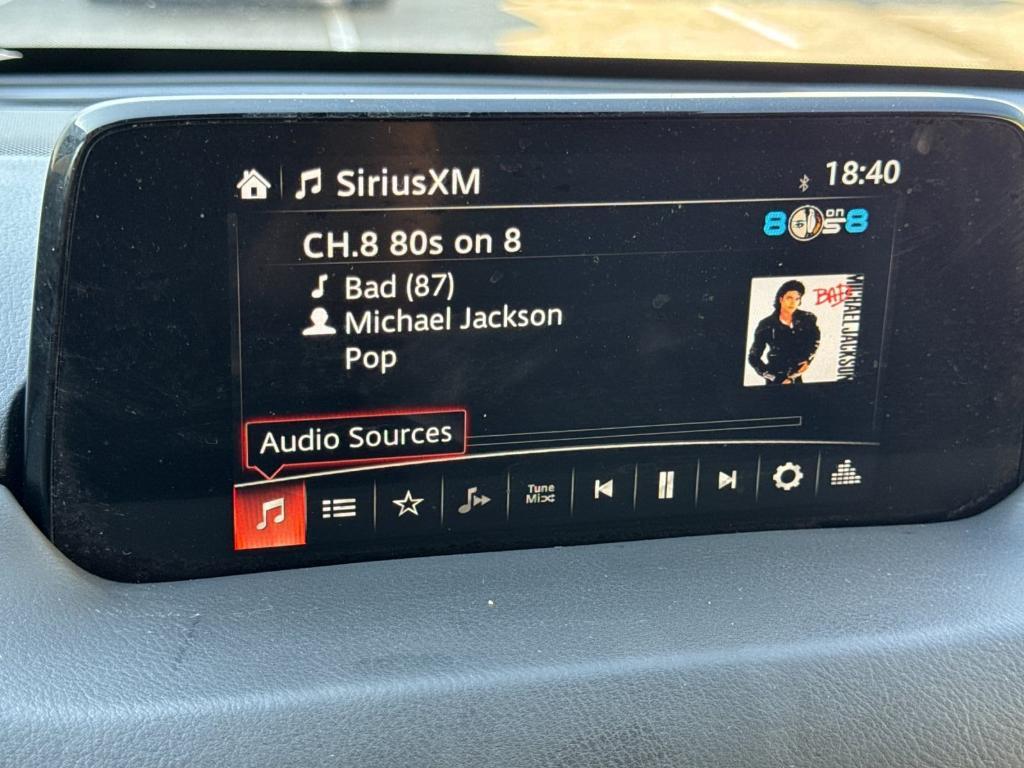 SiriusXM
18:40
CH.8 80s on 8
80s on 8
Bad (87)
Michael Jackson
Pop
BAD
MICHAEL JACKSON
Audio Sources
Tune
Mix